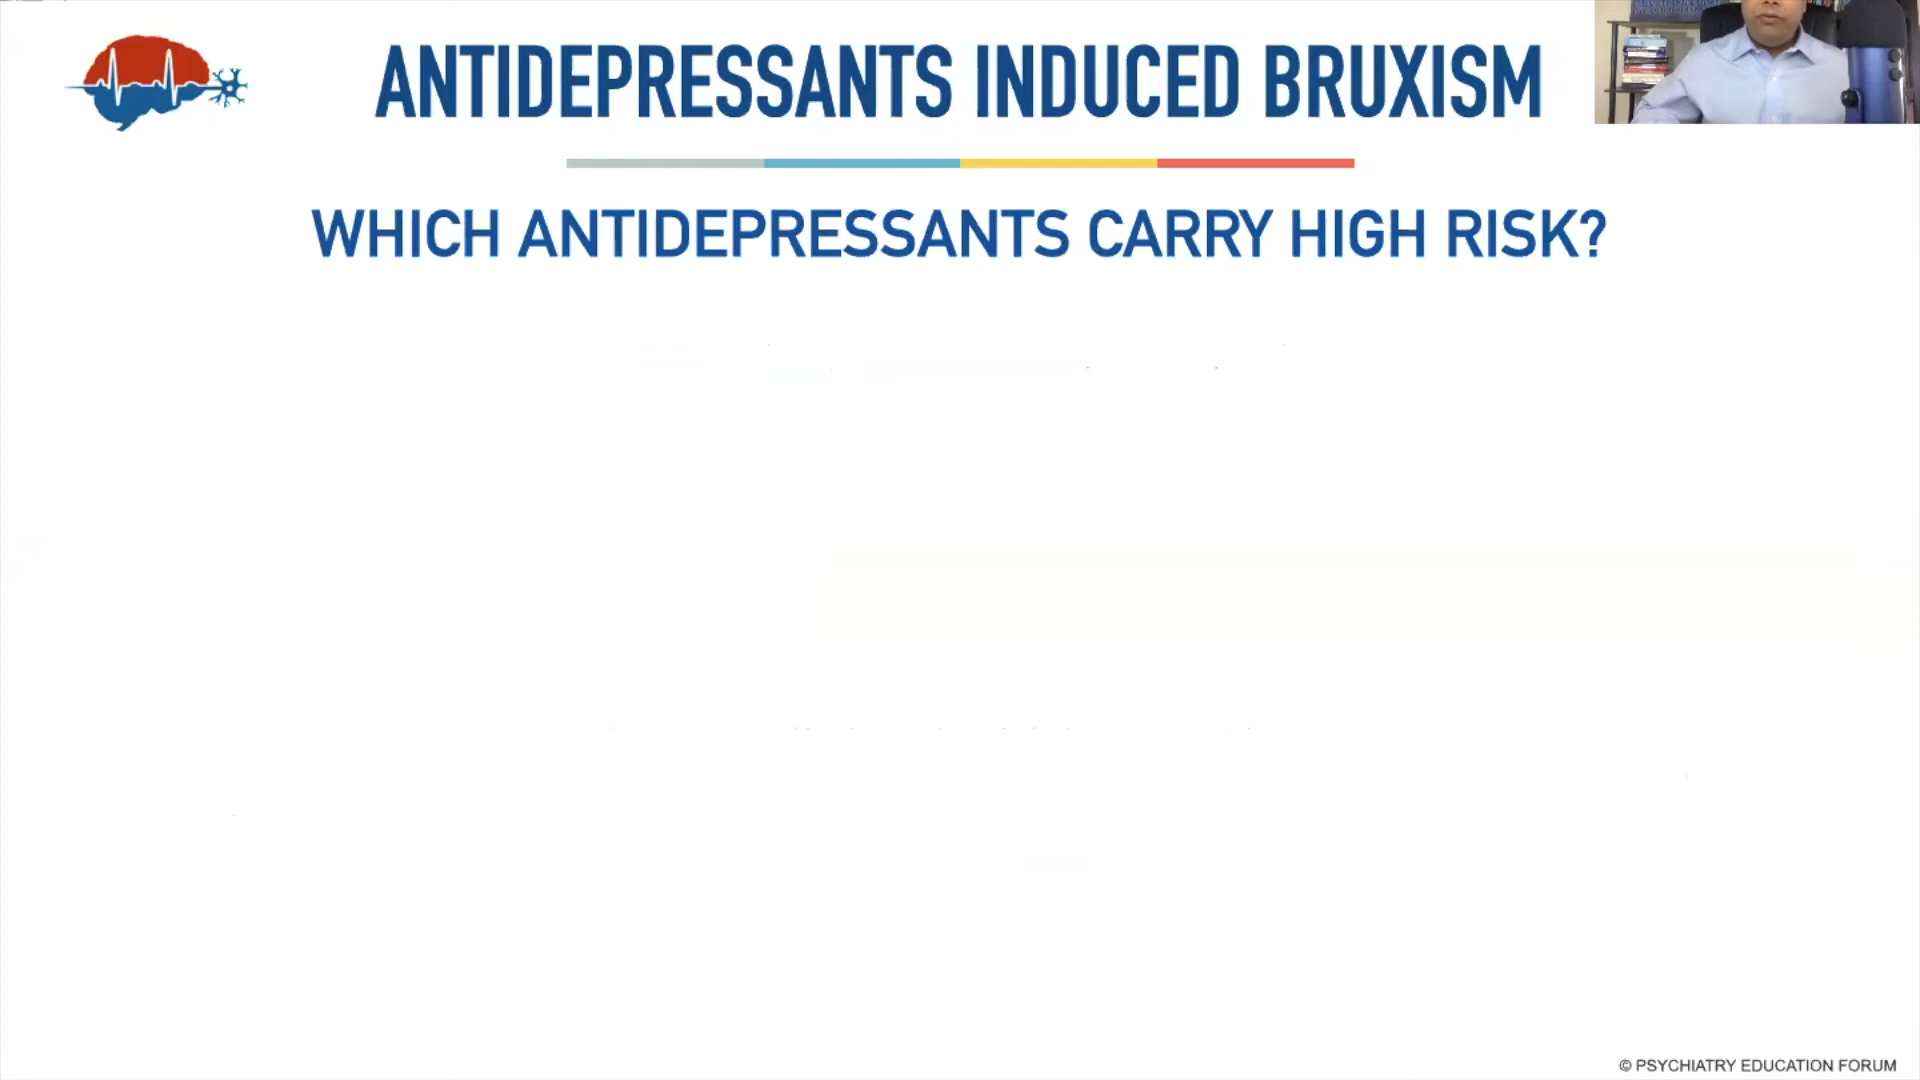 ANTIDEPRESSANTS INDUCED BRUXISM
WHICH ANTIDEPRESSANTS CARRY HIGH RISK?
© PSYCHIATRY EDUCATION FORUM